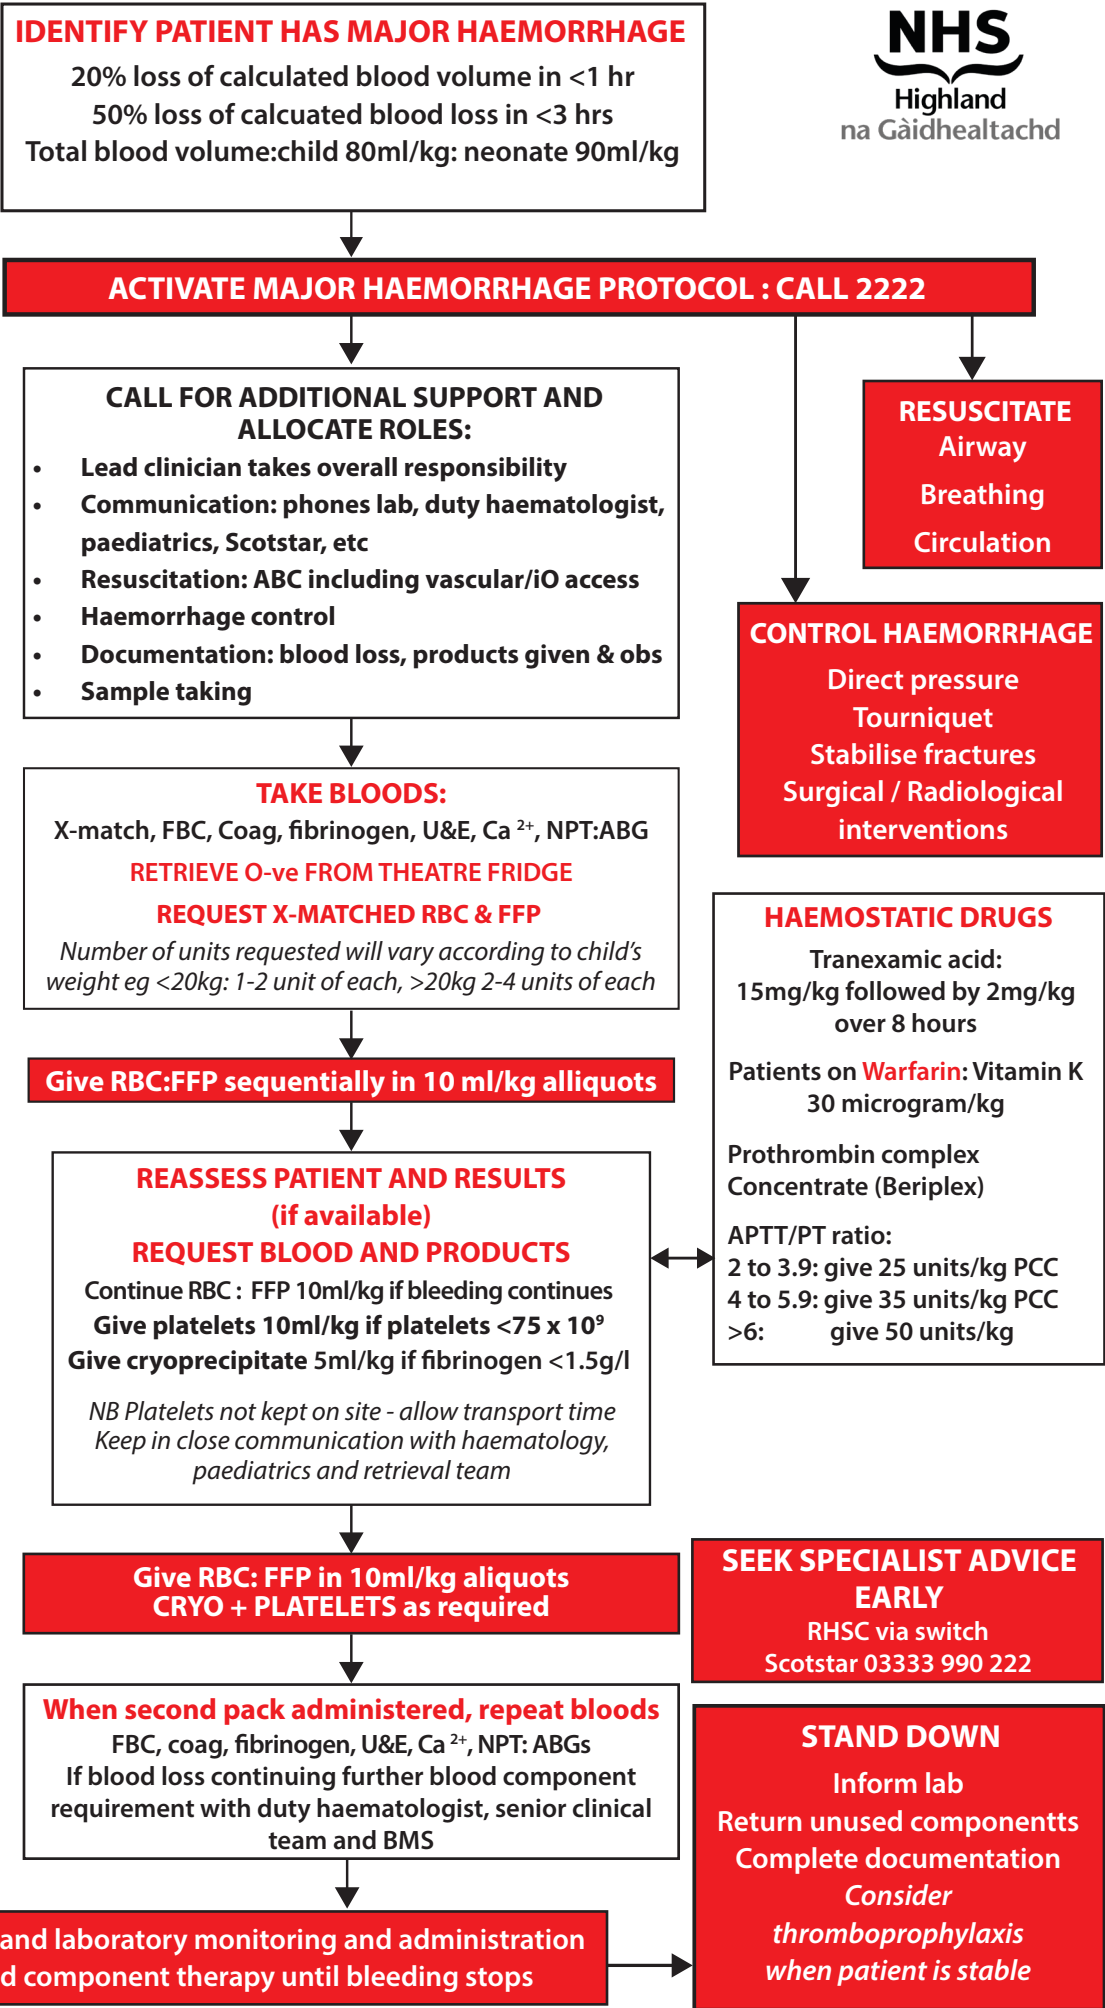 IDENTIFY PATIENT HAS MAJOR HAEMORRHAGE
20% loss of calculated blood volume in <1 hr
50% loss of calcuated blood loss in <3 hrs
Total blood volume:child 80ml/kg: neonate 90ml/kg
NHS
Highland
na Gàidhealtachd
ACTIVATE MAJOR HAEMORRHAGE PROTOCOL : CALL 2222
CALL FOR ADDITIONAL SUPPORT AND
ALLOCATE ROLES:
• Lead clinician takes overall responsibility
• Communication: phones lab, duty haematologist,
paediatrics, Scotstar, etc
• Resuscitation: ABC including vascular/iO access
• Haemorrhage control
• Documentation: blood loss, products given & obs
• Sample taking
RESUSCITATE
Airway
Breathing
Circulation
CONTROL HAEMORRHAGE
Direct pressure
Tourniquet
Stabilise fractures
Surgical / Radiological
interventions
TAKE BLOODS:
X-match, FBC, Coag, fibrinogen, U&E, Ca ²⁺, NPT:ABG
RETRIEVE O-ve FROM THEATRE FRIDGE
REQUEST X-MATCHED RBC & FFP
Number of units requested will vary according to child's
weight eg <20kg: 1-2 unit of each, >20kg 2-4 units of each
Give RBC:FFP sequentially in 10 ml/kg alliquots
HAEMOSTATIC DRUGS
Tranexamic acid:
15mg/kg followed by 2mg/kg
over 8 hours
Patients on Warfarin: Vitamin K
30 microgram/kg
Prothrombin complex
Concentrate (Beriplex)
APTT/PT ratio:
2 to 3.9: give 25 units/kg PCC
4 to 5.9: give 35 units/kg PCC
>6: give 50 units/kg
REASSESS PATIENT AND RESULTS
(if available)
REQUEST BLOOD AND PRODUCTS
Continue RBC : FFP 10ml/kg if bleeding continues
Give platelets 10ml/kg if platelets <75 x 10⁹
Give cryoprecipitate 5ml/kg if fibrinogen <1.5g/l
NB Platelets not kept on site - allow transport time
Keep in close communication with haematology,
paediatrics and retrieval team
Give RBC: FFP in 10ml/kg aliquots
CRYO + PLATELETS as required
SEEK SPECIALIST ADVICE
EARLY
RHSC via switch
Scotstar 03333 990 222
When second pack administered, repeat bloods
FBC, coag, fibrinogen, U&E, Ca ²⁺, NPT: ABGs
If blood loss continuing further blood component
requirement with duty haematologist, senior clinical
team and BMS
STAND DOWN
Inform lab
Return unused componentts
Complete documentation
Consider
thromboprophylaxis
when patient is stable
and laboratory monitoring and administration
d component therapy until bleeding stops